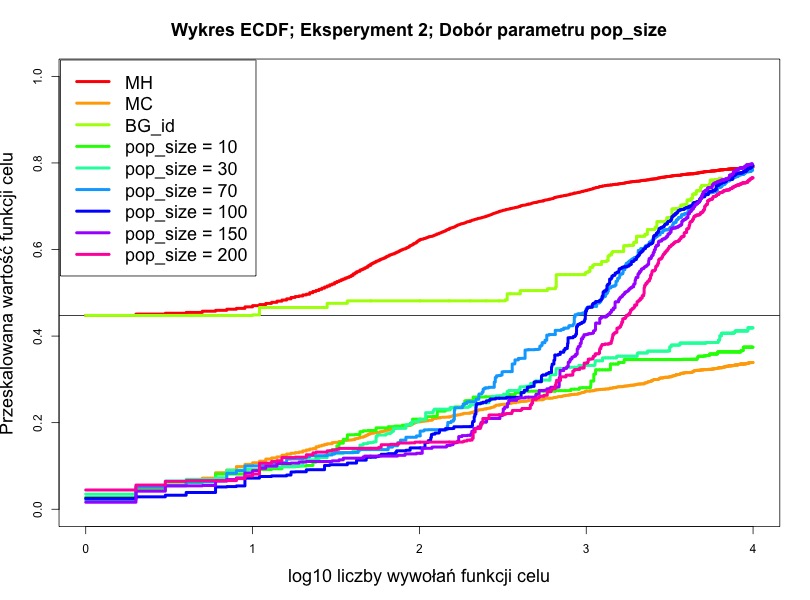 Wykres ECDF; Eksperyment 2; Dobór parametru pop_size
Przeskalowana wartość funkcji celu
1.0
0.8
0.6
0.4
0.2
0.0
MH
MC
BG_id
pop_size = 10
pop_size = 30
pop_size = 70
pop_size = 100
pop_size = 150
pop_size = 200
0 1 2 3 4
log10 liczby wywołań funkcji celu